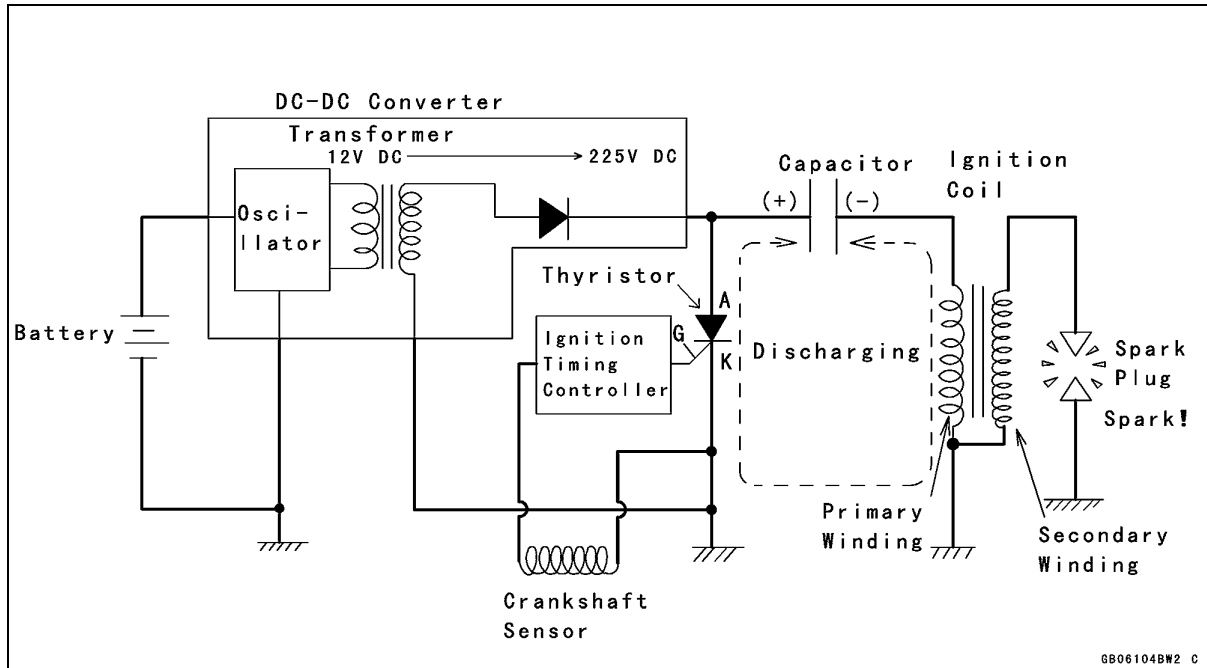 DC-DC Converter
Transformer
12V DC
225V DC
Capacitor
Ignition
Coil
(+)
(-)
Osci-
llator
Thyristor
A
G
K
Battery
Ignition
Timing
Controller
Discharging
Spark
Plug
Spark!
Primary
Winding
Secondary
Winding
Crankshaft
Sensor
GB06104BW2 C